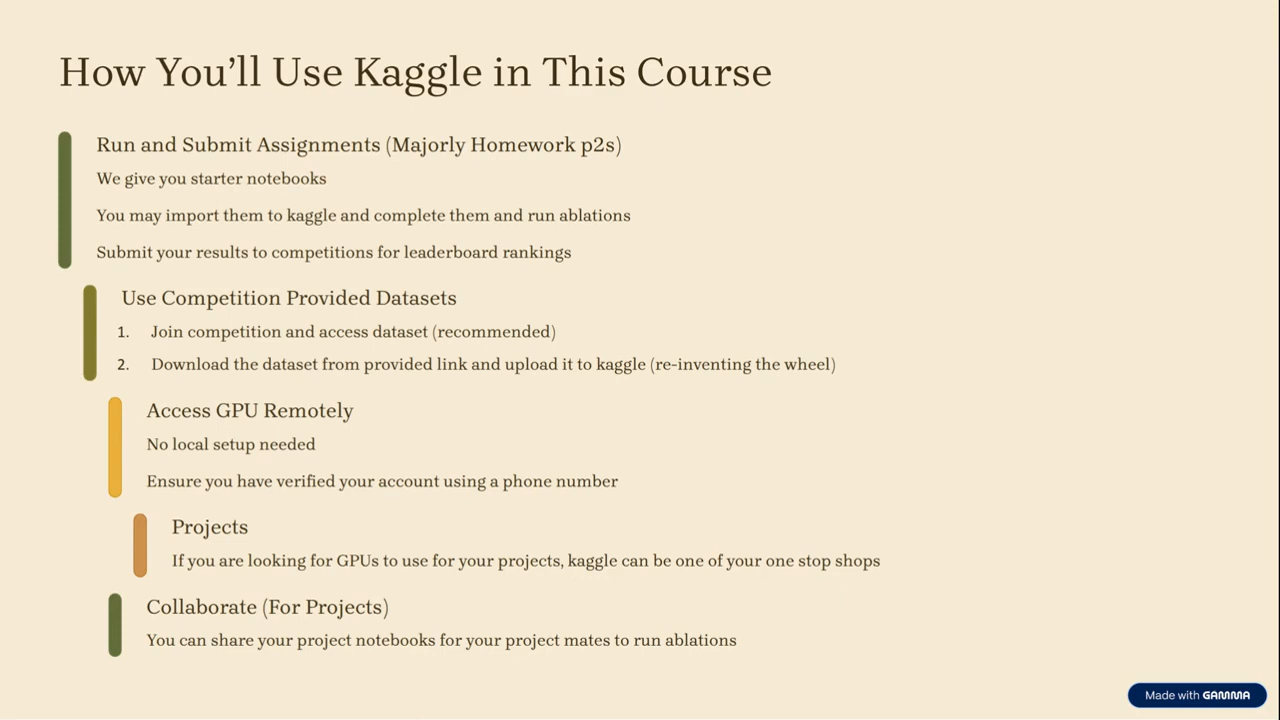 How You’ll Use Kaggle in This Course
Run and Submit Assignments (Majorly Homework p2s)
We give you starter notebooks
You may import them to kaggle and complete them and run ablations
Submit your results to competitions for leaderboard rankings
Use Competition Provided Datasets
1. Join competition and access dataset (recommended)
2. Download the dataset from provided link and upload it to kaggle (re-inventing the wheel)
Access GPU Remotely
No local setup needed
Ensure you have verified your account using a phone number
Projects
If you are looking for GPUs to use for your projects, kaggle can be one of your one stop shops
Collaborate (For Projects)
You can share your project notebooks for your project mates to run ablations
Made with GAMMA